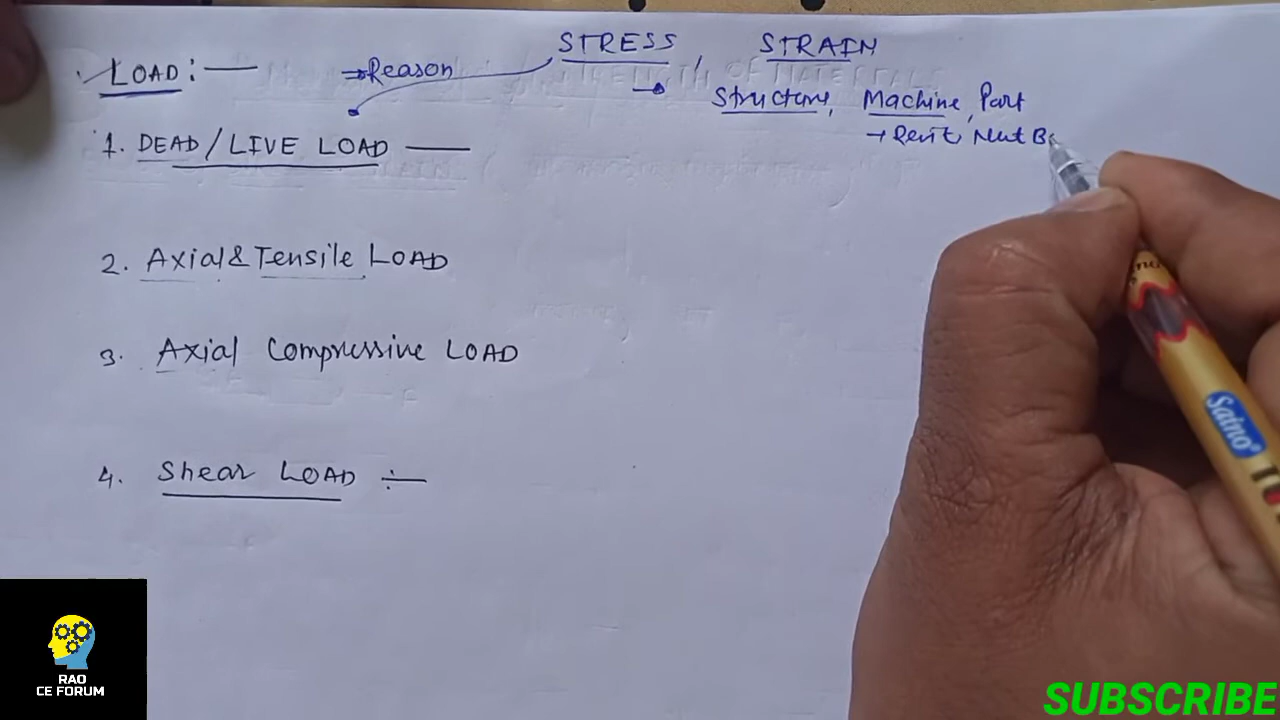 STRESS, STRAIN
LOAD:— ⇒Reason
Structure, Machine, Part
→ Revit, Nut B
1. DEAD/LIVE LOAD —
2. Axial&Tensile LOAD
3. Axial Compressive LOAD
4. Shear LOAD ÷—
Saino
RAO
CE FORUM
SUBSCRIBE